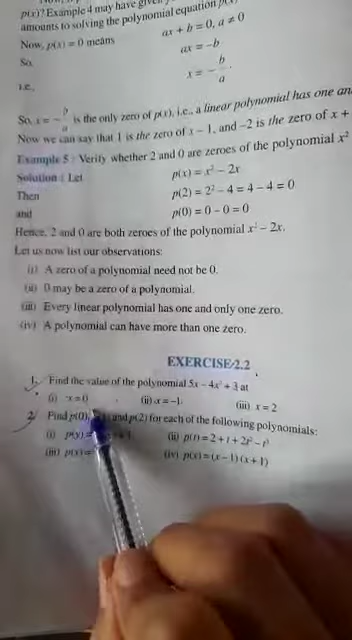 p(x)? Example 4 may have given
amounts to solving the polynomial equation p(x)
Now, p(x) = 0 means ax + b = 0, a ≠ 0
So, ax = –b
i.e., x = – b/a .
So, x = – b/a is the only zero of p(x), i.e., a linear polynomial has one an
Now we can say that 1 is the zero of x – 1, and –2 is the zero of x +
Example 5 : Verify whether 2 and 0 are zeroes of the polynomial x²
Solution : Let p(x) = x² – 2x
Then p(2) = 2² – 4 = 4 – 4 = 0
and p(0) = 0 – 0 = 0
Hence, 2 and 0 are both zeroes of the polynomial x² – 2x.
Let us now list our observations:
(i) A zero of a polynomial need not be 0.
(ii) 0 may be a zero of a polynomial.
(iii) Every linear polynomial has one and only one zero.
(iv) A polynomial can have more than one zero.
EXERCISE 2.2
1. Find the value of the polynomial 5x – 4x² + 3 at
(i) x = 0 (ii) x = –1 (iii) x = 2
2. Find p(0), and p(2) for each of the following polynomials:
(i) p(y) = (ii) p(t) = 2 + t + 2t² – t³
(iii) p(x) = (iv) p(x) = (x – 1) (x + 1)